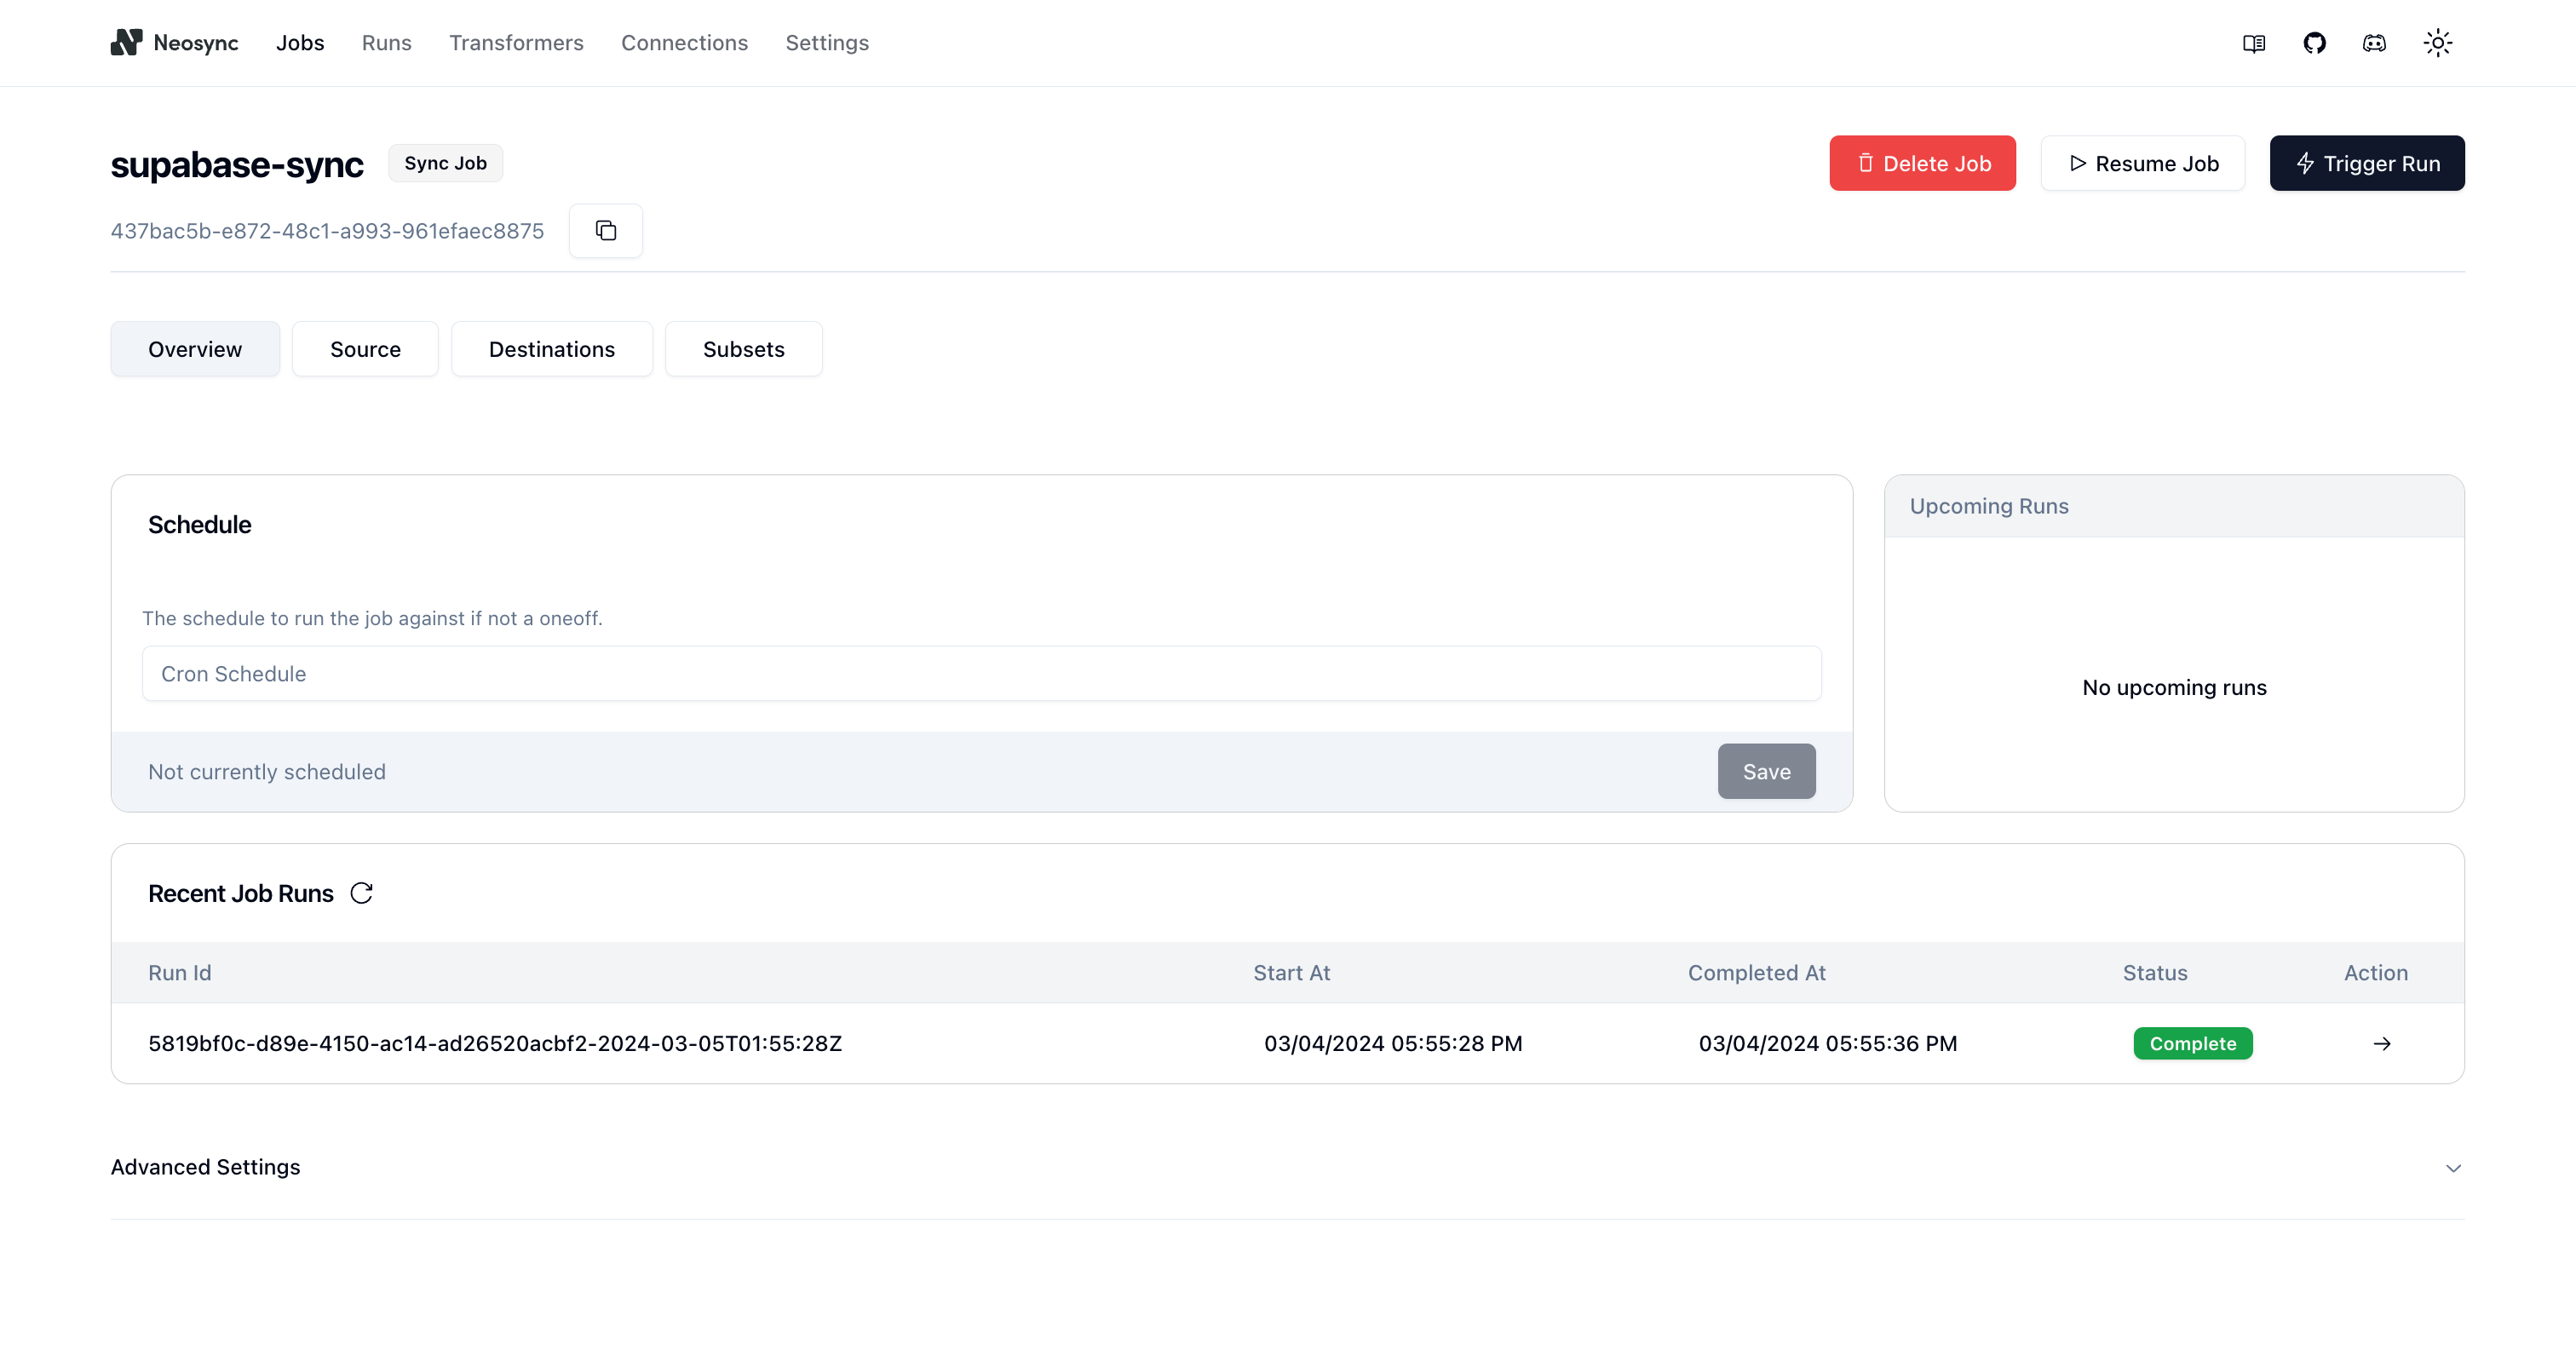 Neosync Jobs Runs Transformers Connections Settings
supabase-sync Sync Job Delete Job Resume Job Trigger Run
437bac5b-e872-48c1-a993-961efaec8875
Overview Source Destinations Subsets
Schedule
Upcoming Runs
The schedule to run the job against if not a oneoff.
Cron Schedule
No upcoming runs
Not currently scheduled Save
Recent Job Runs
Run Id Start At Completed At Status Action
5819bf0c-d89e-4150-ac14-ad26520acbf2-2024-03-05T01:55:28Z 03/04/2024 05:55:28 PM 03/04/2024 05:55:36 PM Complete
Advanced Settings